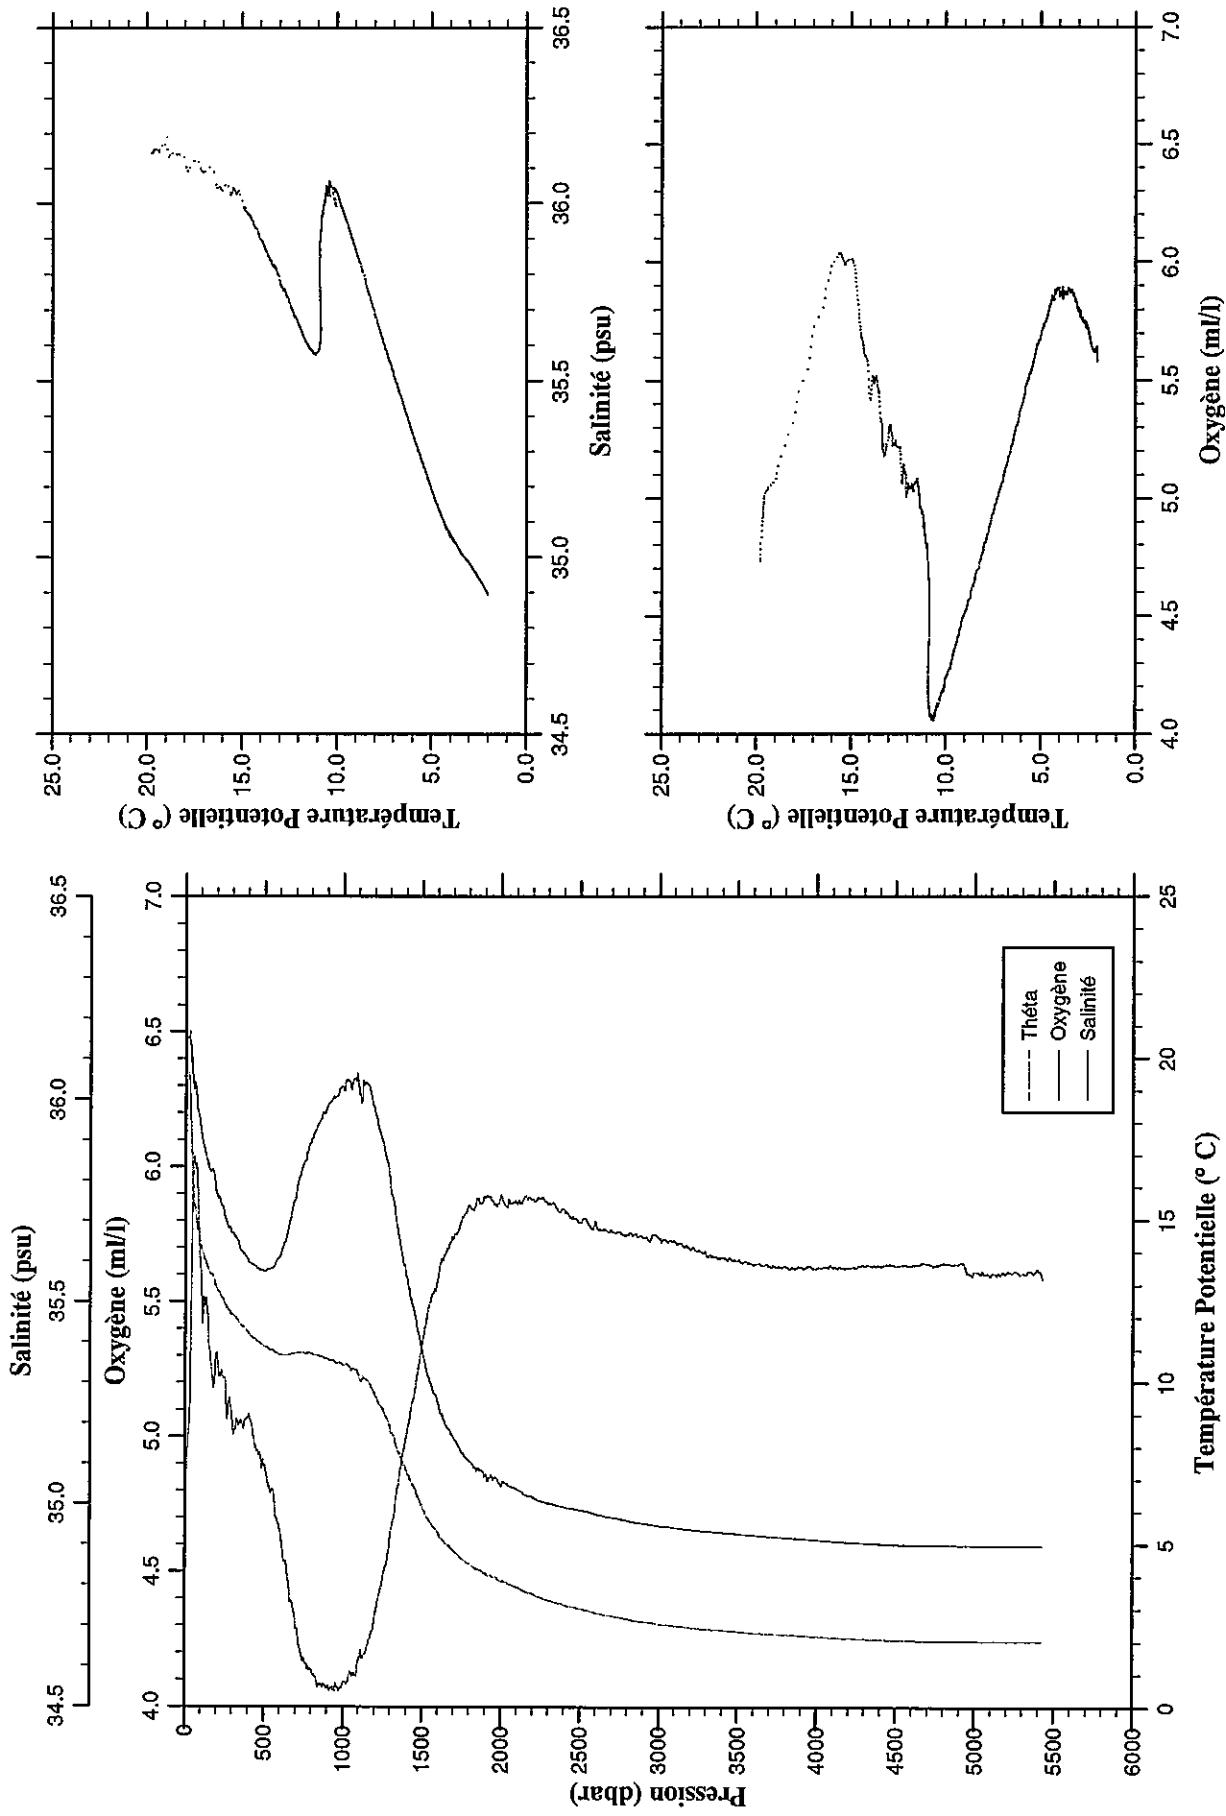 Salinité (psu)
34.5 35.0 35.5 36.0 36.5
Oxygène (ml/l)
4.0 4.5 5.0 5.5 6.0 6.5 7.0
Pression (dbar)
0
500
1000
1500
2000
2500
3000
3500
4000
4500
5000
5500
6000
Théta
Oxygène
Salinité
0 5 10 15 20 25
Température Potentielle (° C)
Température Potentielle (° C)
25.0
20.0
15.0
10.0
5.0
0.0
34.5 35.0 35.5 36.0 36.5
Salinité (psu)
Température Potentielle (° C)
25.0
20.0
15.0
10.0
5.0
0.0
4.0 4.5 5.0 5.5 6.0 6.5 7.0
Oxygène (ml/l)